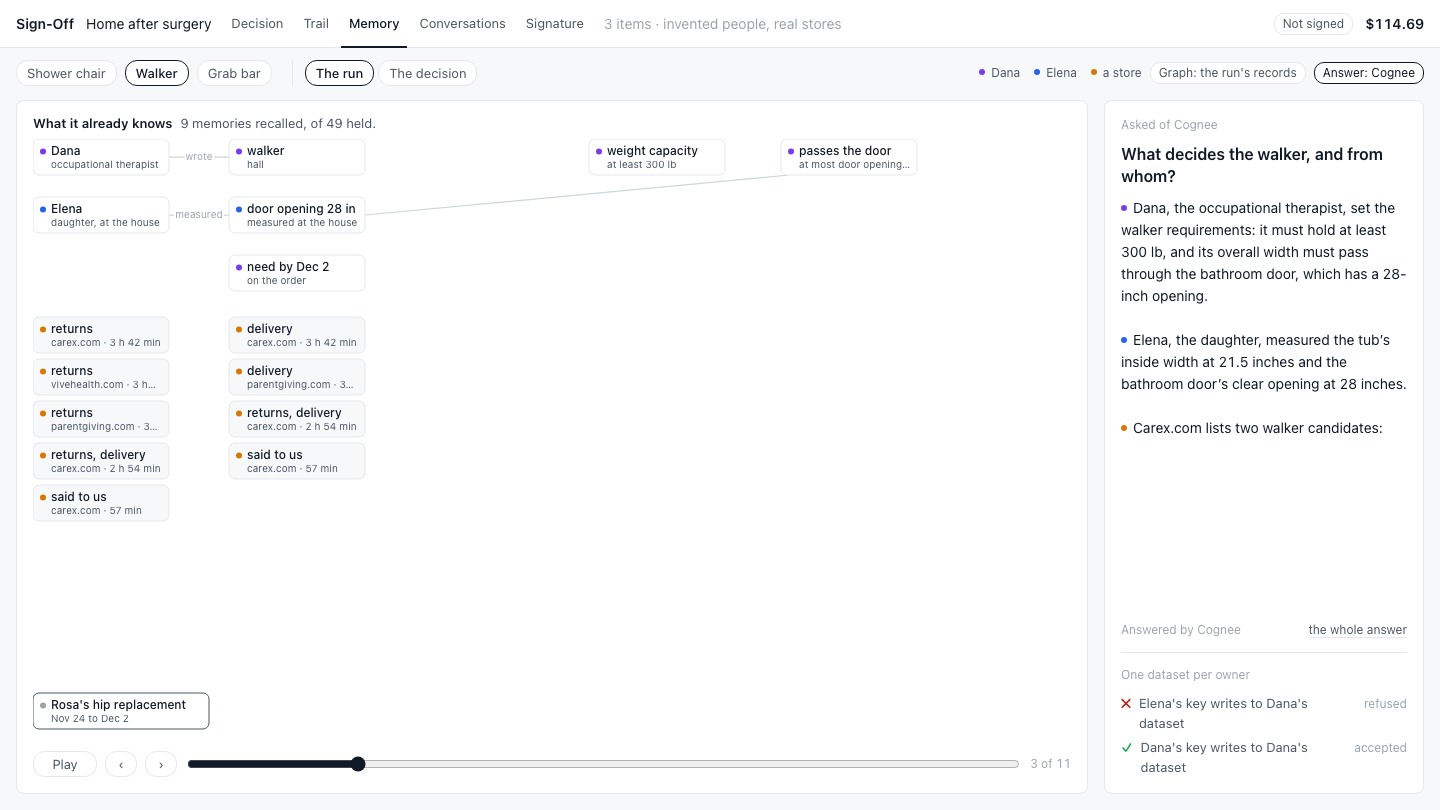 Sign-Off Home after surgery Decision Trail Memory Conversations Signature 3 items · invented people, real stores Not signed $114.69
Shower chair Walker Grab bar The run The decision Dana Elena a store Graph: the run's records Answer: Cognee
What it already knows 9 memories recalled, of 49 held.
Dana
occupational therapist
wrote
walker
hall
weight capacity
at least 300 lb
passes the door
at most door opening...
Elena
daughter, at the house
measured
door opening 28 in
measured at the house
need by Dec 2
on the order
returns
carex.com · 3 h 42 min
delivery
carex.com · 3 h 42 min
returns
vivehealth.com · 3 h...
delivery
parentgiving.com · 3...
returns
parentgiving.com · 3...
returns, delivery
carex.com · 2 h 54 min
returns, delivery
carex.com · 2 h 54 min
said to us
carex.com · 57 min
said to us
carex.com · 57 min
Rosa's hip replacement
Nov 24 to Dec 2
Play ‹ › 3 of 11
Asked of Cognee
What decides the walker, and from
whom?
Dana, the occupational therapist, set the
walker requirements: it must hold at least
300 lb, and its overall width must pass
through the bathroom door, which has a 28-
inch opening.
Elena, the daughter, measured the tub’s
inside width at 21.5 inches and the
bathroom door’s clear opening at 28 inches.
Carex.com lists two walker candidates:
Answered by Cognee the whole answer
One dataset per owner
Elena's key writes to Dana's
dataset
refused
Dana's key writes to Dana's
dataset
accepted